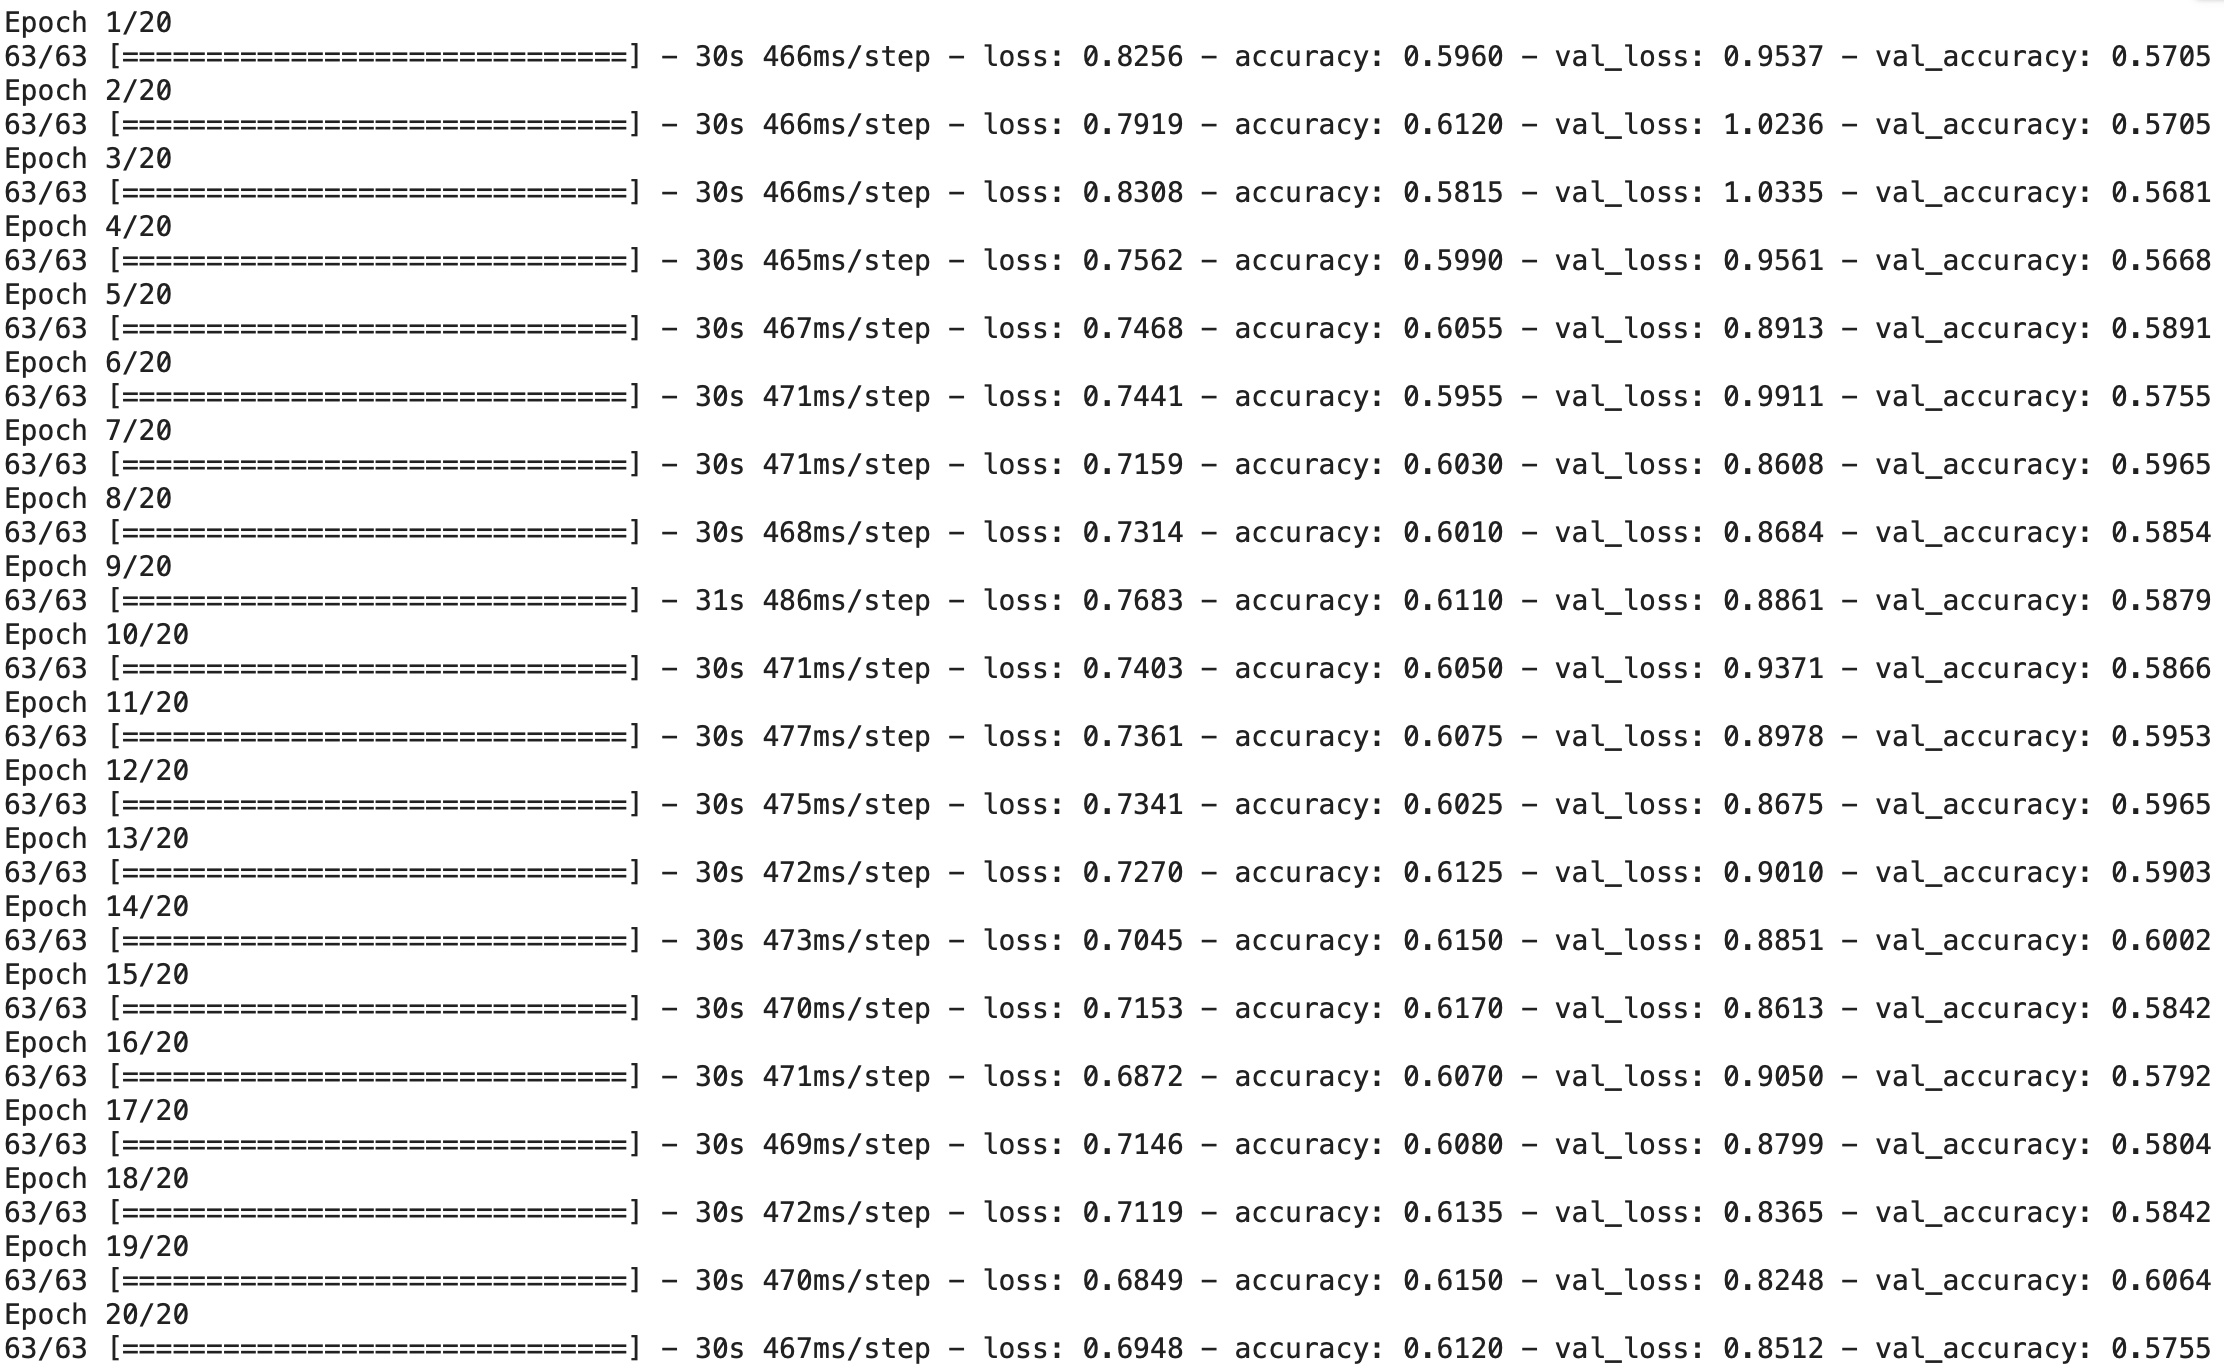 Epoch 1/20
63/63 [==============================] - 30s 466ms/step - loss: 0.8256 - accuracy: 0.5960 - val_loss: 0.9537 - val_accuracy: 0.5705
Epoch 2/20
63/63 [==============================] - 30s 466ms/step - loss: 0.7919 - accuracy: 0.6120 - val_loss: 1.0236 - val_accuracy: 0.5705
Epoch 3/20
63/63 [==============================] - 30s 466ms/step - loss: 0.8308 - accuracy: 0.5815 - val_loss: 1.0335 - val_accuracy: 0.5681
Epoch 4/20
63/63 [==============================] - 30s 465ms/step - loss: 0.7562 - accuracy: 0.5990 - val_loss: 0.9561 - val_accuracy: 0.5668
Epoch 5/20
63/63 [==============================] - 30s 467ms/step - loss: 0.7468 - accuracy: 0.6055 - val_loss: 0.8913 - val_accuracy: 0.5891
Epoch 6/20
63/63 [==============================] - 30s 471ms/step - loss: 0.7441 - accuracy: 0.5955 - val_loss: 0.9911 - val_accuracy: 0.5755
Epoch 7/20
63/63 [==============================] - 30s 471ms/step - loss: 0.7159 - accuracy: 0.6030 - val_loss: 0.8608 - val_accuracy: 0.5965
Epoch 8/20
63/63 [==============================] - 30s 468ms/step - loss: 0.7314 - accuracy: 0.6010 - val_loss: 0.8684 - val_accuracy: 0.5854
Epoch 9/20
63/63 [==============================] - 31s 486ms/step - loss: 0.7683 - accuracy: 0.6110 - val_loss: 0.8861 - val_accuracy: 0.5879
Epoch 10/20
63/63 [==============================] - 30s 471ms/step - loss: 0.7403 - accuracy: 0.6050 - val_loss: 0.9371 - val_accuracy: 0.5866
Epoch 11/20
63/63 [==============================] - 30s 477ms/step - loss: 0.7361 - accuracy: 0.6075 - val_loss: 0.8978 - val_accuracy: 0.5953
Epoch 12/20
63/63 [==============================] - 30s 475ms/step - loss: 0.7341 - accuracy: 0.6025 - val_loss: 0.8675 - val_accuracy: 0.5965
Epoch 13/20
63/63 [==============================] - 30s 472ms/step - loss: 0.7270 - accuracy: 0.6125 - val_loss: 0.9010 - val_accuracy: 0.5903
Epoch 14/20
63/63 [==============================] - 30s 473ms/step - loss: 0.7045 - accuracy: 0.6150 - val_loss: 0.8851 - val_accuracy: 0.6002
Epoch 15/20
63/63 [==============================] - 30s 470ms/step - loss: 0.7153 - accuracy: 0.6170 - val_loss: 0.8613 - val_accuracy: 0.5842
Epoch 16/20
63/63 [==============================] - 30s 471ms/step - loss: 0.6872 - accuracy: 0.6070 - val_loss: 0.9050 - val_accuracy: 0.5792
Epoch 17/20
63/63 [==============================] - 30s 469ms/step - loss: 0.7146 - accuracy: 0.6080 - val_loss: 0.8799 - val_accuracy: 0.5804
Epoch 18/20
63/63 [==============================] - 30s 472ms/step - loss: 0.7119 - accuracy: 0.6135 - val_loss: 0.8365 - val_accuracy: 0.5842
Epoch 19/20
63/63 [==============================] - 30s 470ms/step - loss: 0.6849 - accuracy: 0.6150 - val_loss: 0.8248 - val_accuracy: 0.6064
Epoch 20/20
63/63 [==============================] - 30s 467ms/step - loss: 0.6948 - accuracy: 0.6120 - val_loss: 0.8512 - val_accuracy: 0.5755